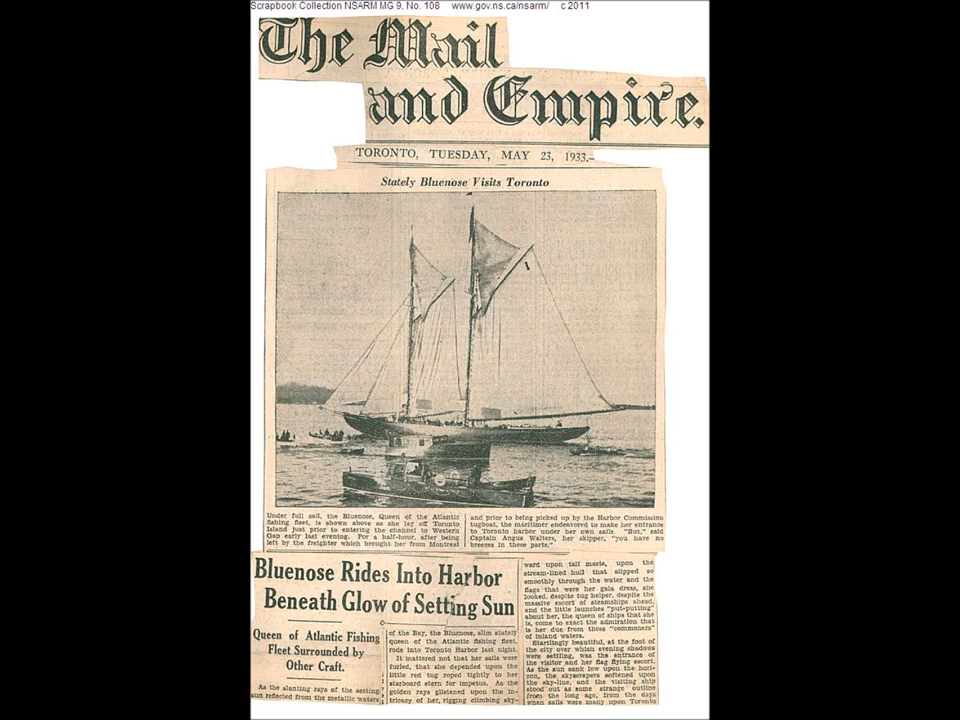 Scrapbook Collection NSARM MG 9, No. 108 www.gov.ns.ca/nsarm/ c 2011
The Mail
and Empire.
TORONTO, TUESDAY, MAY 23, 1933.—
Stately Bluenose Visits Toronto
Under full sail, the Bluenose, Queen of the Atlantic
fishing fleet, is shown above as she lay off Toronto
Island just prior to entering the channel to Western
Gap early last evening. For a half-hour, after being
left by the freighter which brought her from Montreal
and prior to being picked up by the Harbor Commission
tugboat, the maritimer endeavored to make her entrance
to Toronto harbor under her own sails. "But," said
Captain Angus Walters, her skipper, "you have no
breezes in these parts."
Bluenose Rides Into Harbor
Beneath Glow of Setting Sun
Queen of Atlantic Fishing
Fleet Surrounded by
Other Craft.
As the slanting rays of the setting
sun reflected from the metallic waters
of the Bay, the Bluenose, slim stately
queen of the Atlantic fishing fleet,
rode into Toronto Harbor last night.
It mattered not that her sails were
furled, that she depended upon the
little red tug roped tightly to her
starboard stern for impetus. As the
golden rays glistened upon the in-
tricacy of her, rigging climbing sky-
ward upon tall masts, upon the
stream-lined hull that slipped so
smoothly through the water and the
flags that were her gala dress, she
looked, despite tug helper, despite the
massive escort of steamships ahead,
and the little launches "put-putting"
about her, the queen of ships that she
is, come to exact the admiration that
is her due from these "commoners"
of inland waters.
Startlingly beautiful, at the foot of
the city over which evening shadows
were settling, was the entrance of
the visitor and her flag flying escort.
As the sun sank low upon the hori-
zon, the skyscrapers softened upon
the sky-line, and the visiting ship
stood out as some strange outline
from the long ago, from the days
when sails were many upon Toronto